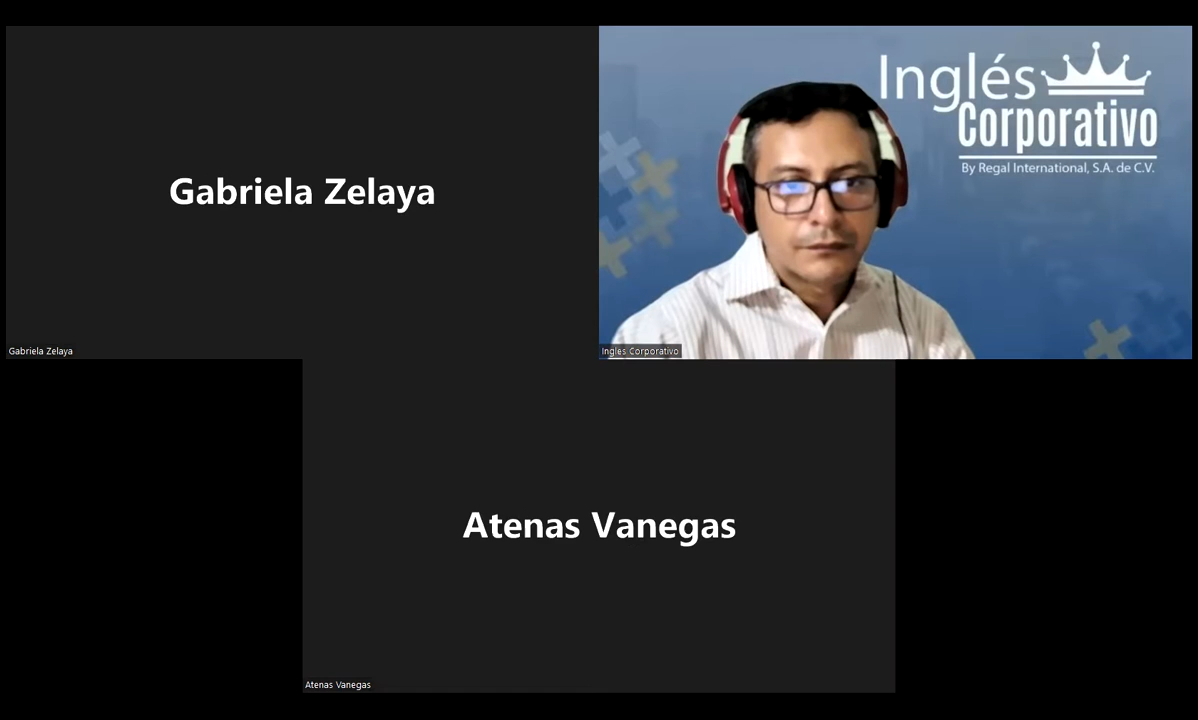 Gabriela Zelaya
Gabriela Zelaya
Inglés
Corporativo
By Regal International, S.A. de C.V.
Ingles Corporativo
Atenas Vanegas
Atenas Vanegas